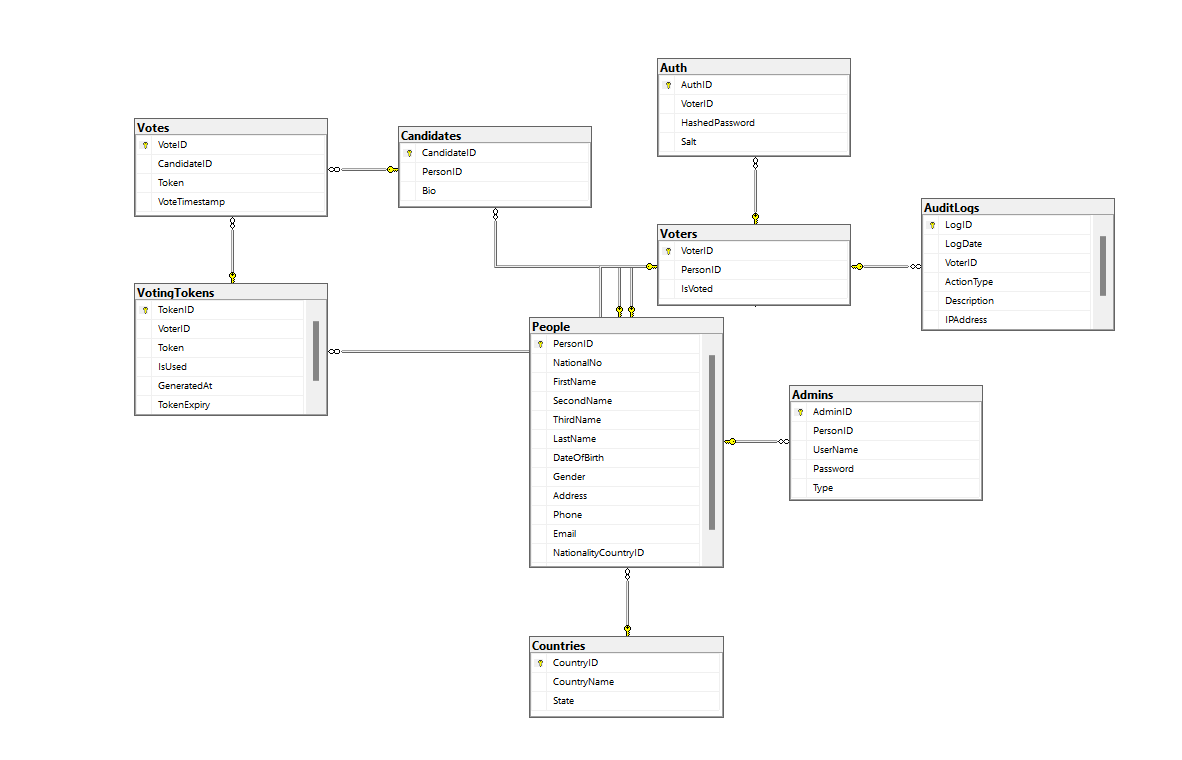 Auth
AuthID
VoterID
HashedPassword
Salt
Votes
VoteID
CandidateID
Token
VoteTimestamp
Candidates
CandidateID
PersonID
Bio
AuditLogs
LogID
LogDate
VoterID
ActionType
Description
IPAddress
Voters
VoterID
PersonID
IsVoted
VotingTokens
TokenID
VoterID
Token
IsUsed
GeneratedAt
TokenExpiry
People
PersonID
NationalNo
FirstName
SecondName
ThirdName
LastName
DateOfBirth
Gender
Address
Phone
Email
NationalityCountryID
Admins
AdminID
PersonID
UserName
Password
Type
Countries
CountryID
CountryName
State